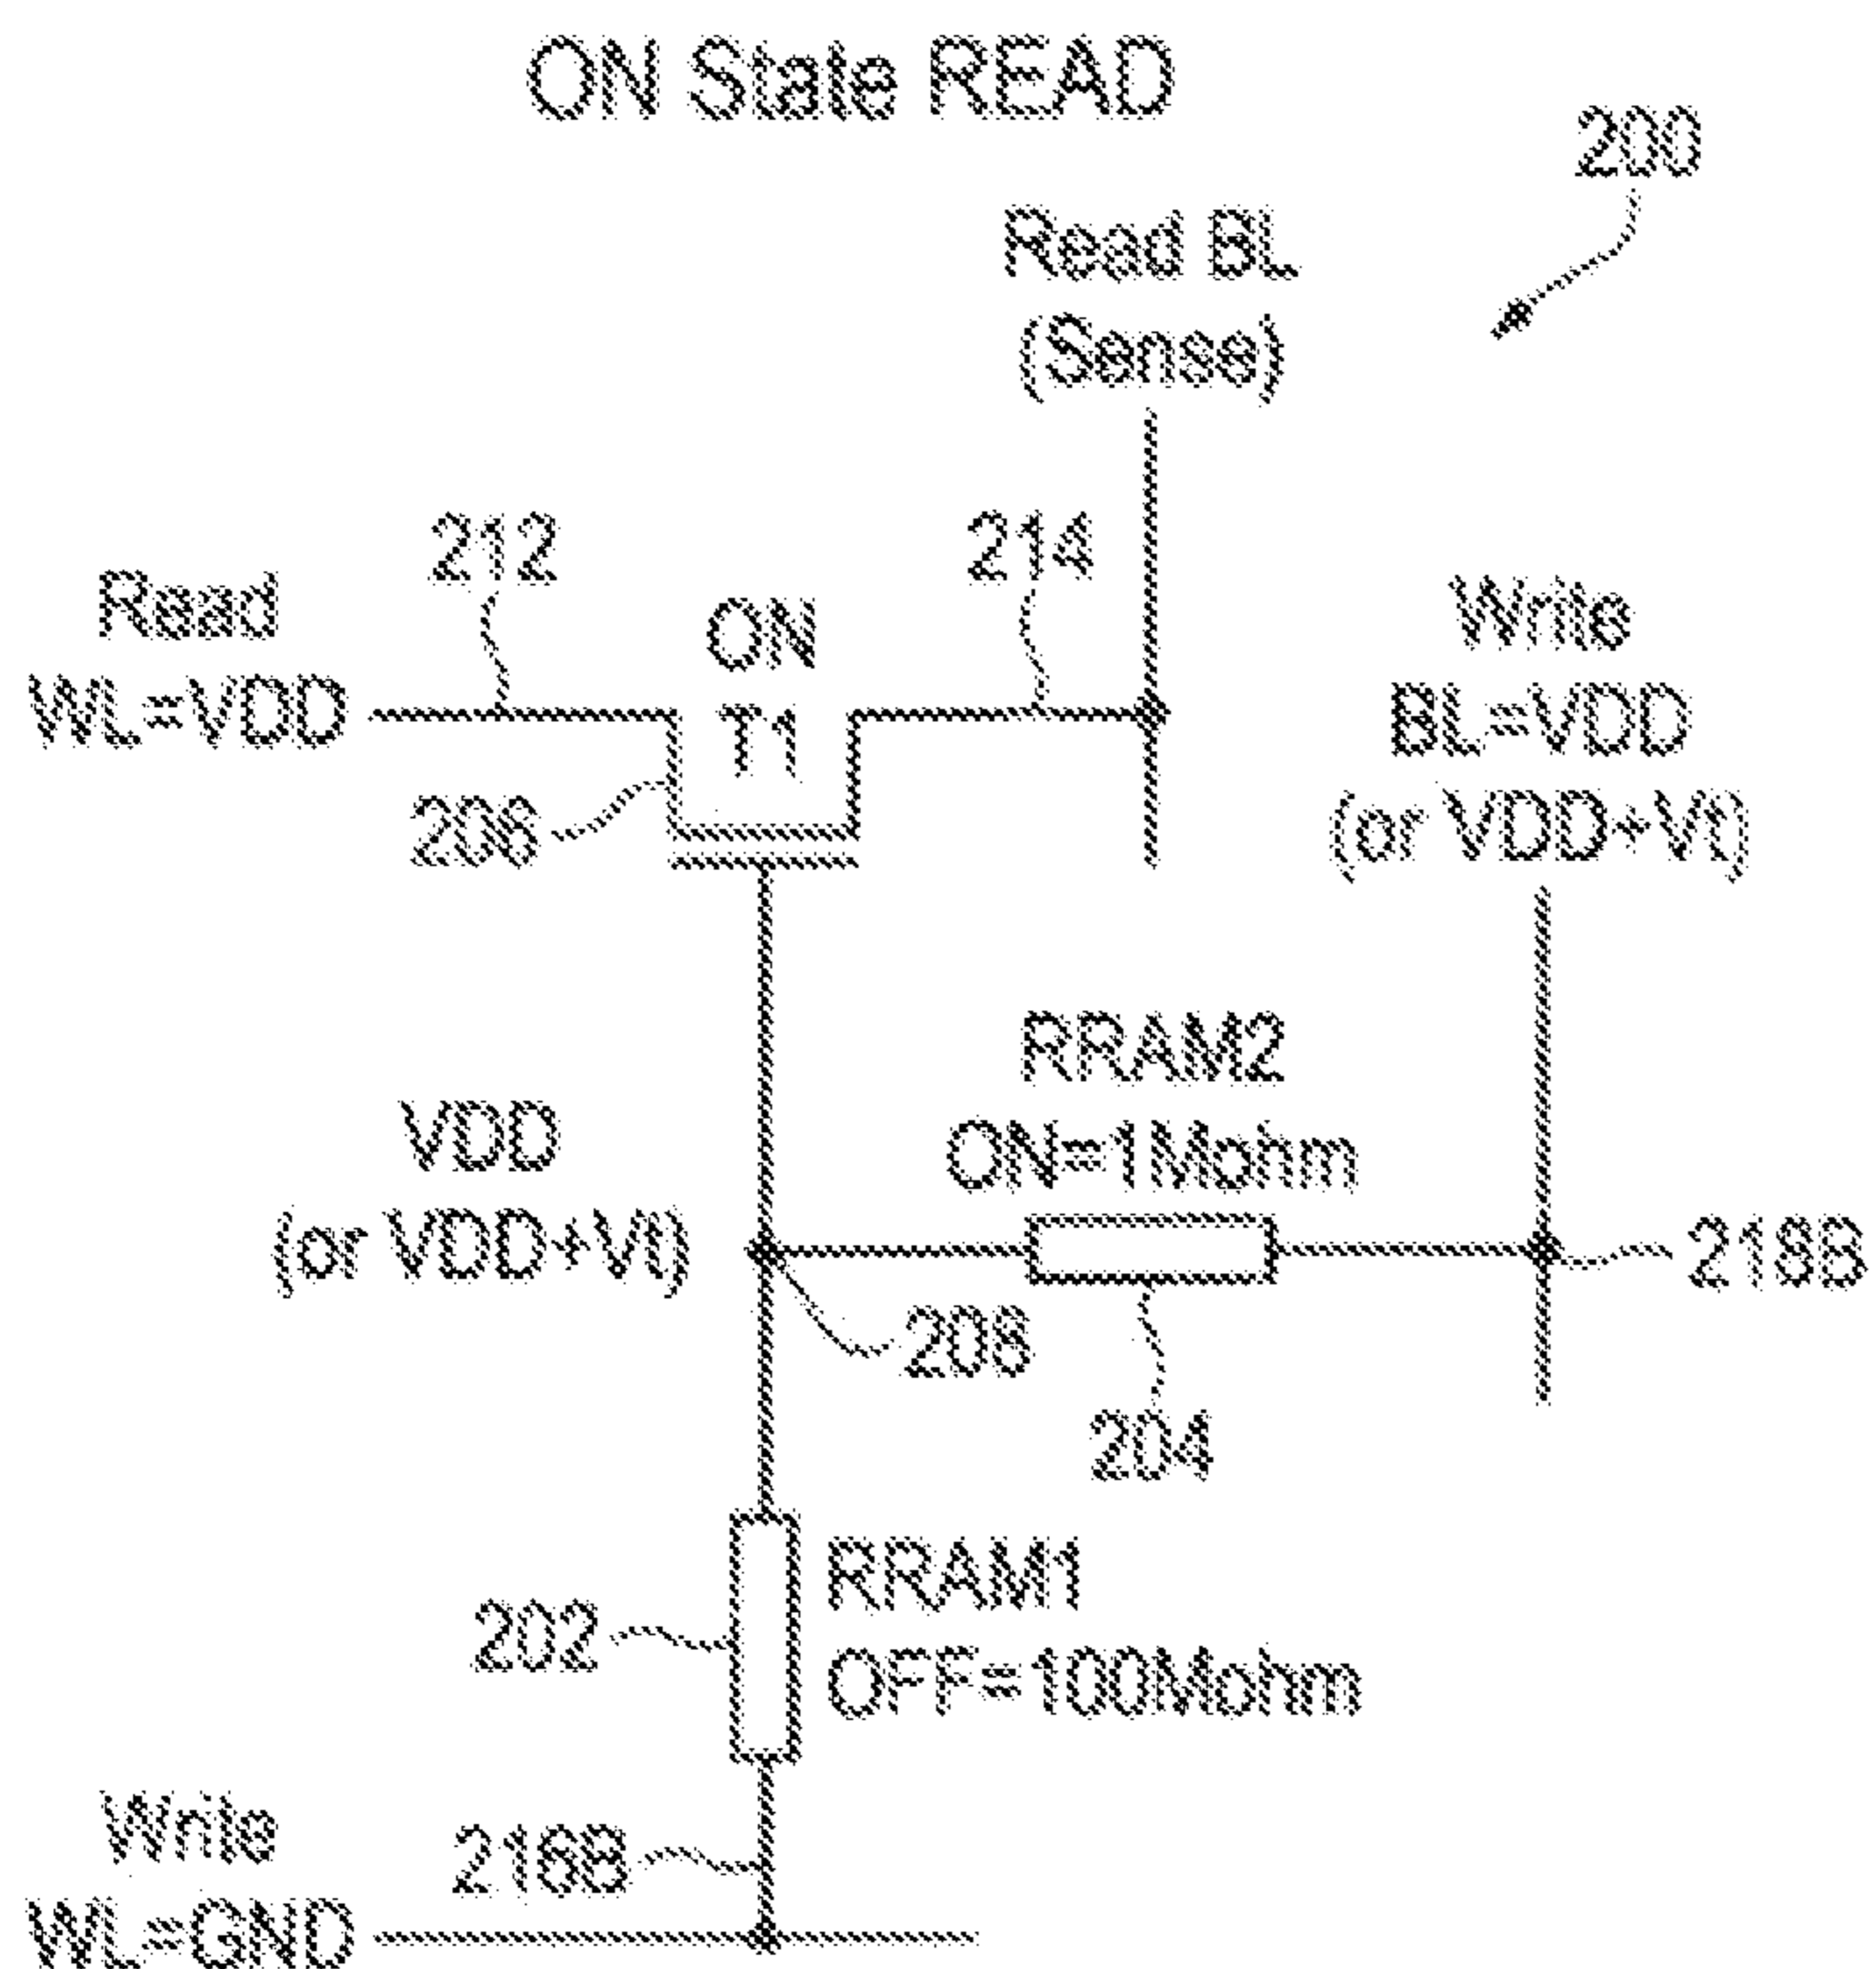 ON State READ
200
Read BL
(Sense)
212
214
Read
WL=VDD
ON
T1
206
Write
BL=VDD
(or VDD+Vt)
RRAM2
ON=1Mohm
VDD
(or VDD+Vt)
218B
208
204
RRAM1
OFF=100Mohm
202
Write
WL=GND
216B